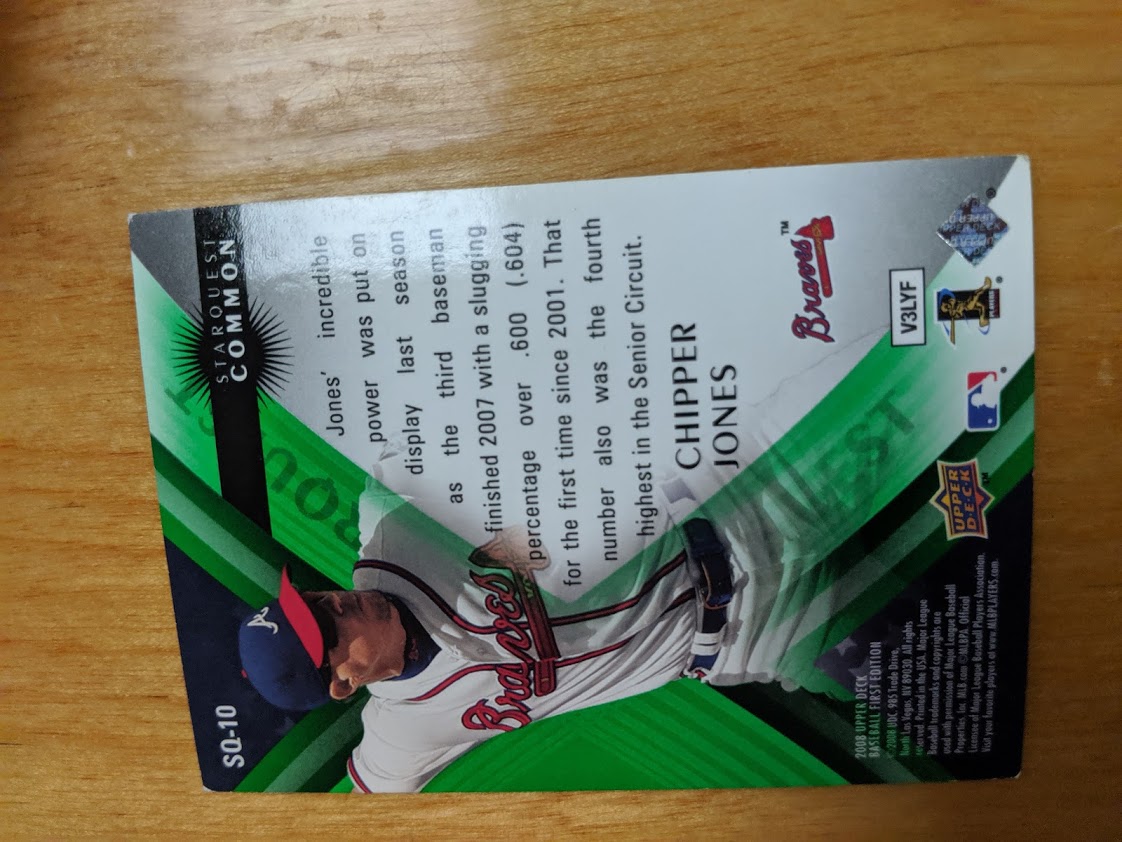 SQ-10
STARQUEST
COMMON
Jones' incredible
power was put on
display last season
as the third baseman
finished 2007 with a slugging
percentage over .600 (.604)
for the first time since 2001. That
number also was the fourth
highest in the Senior Circuit.
CHIPPER
JONES
Braves
Braves™
2008 UPPER DECK
BASEBALL FIRST EDITION
©2008 UDC. 985 Trade Drive,
North Las Vegas, NV 89030. All rights
reserved. Printed in the USA. Major League
Baseball trademarks and copyrights are
used with permission of Major League Baseball
Properties, Inc. MLB.com ©MLBPA. Official
Licensee of Major League Baseball Players Association.
Visit your favorite players at www.MLBPLAYERS.com.
V3LYF
UPPER
D·E·C·K
™
PLAYERS